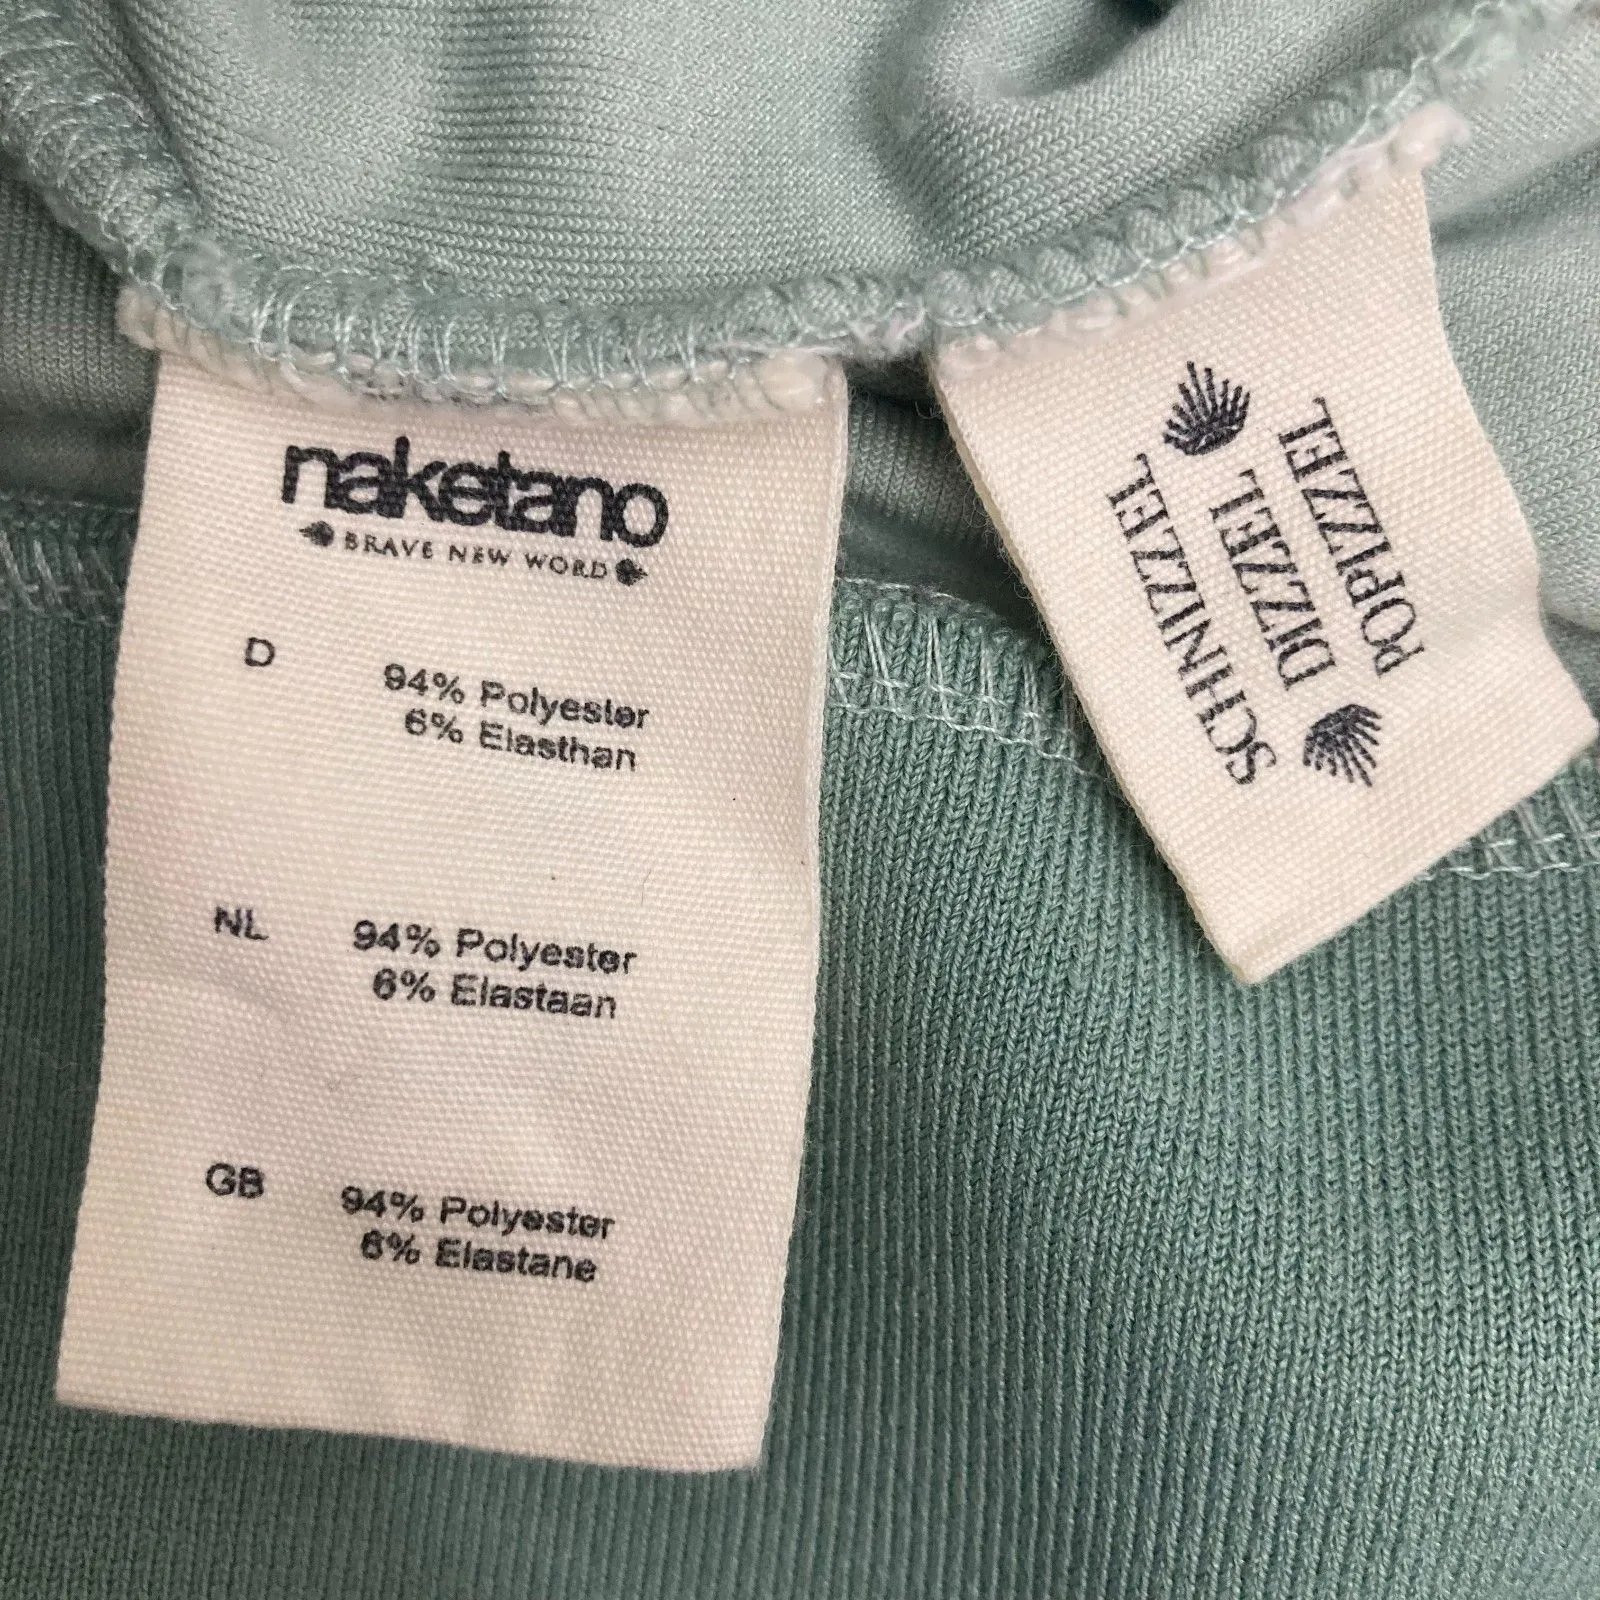 naketano
BRAVE NEW WORD
D
94% Polyester
6% Elasthan
NL
94% Polyester
6% Elastaan
GB
94% Polyester
6% Elastane
SCHNIZZEL
DIZZEL
POPIZZEL